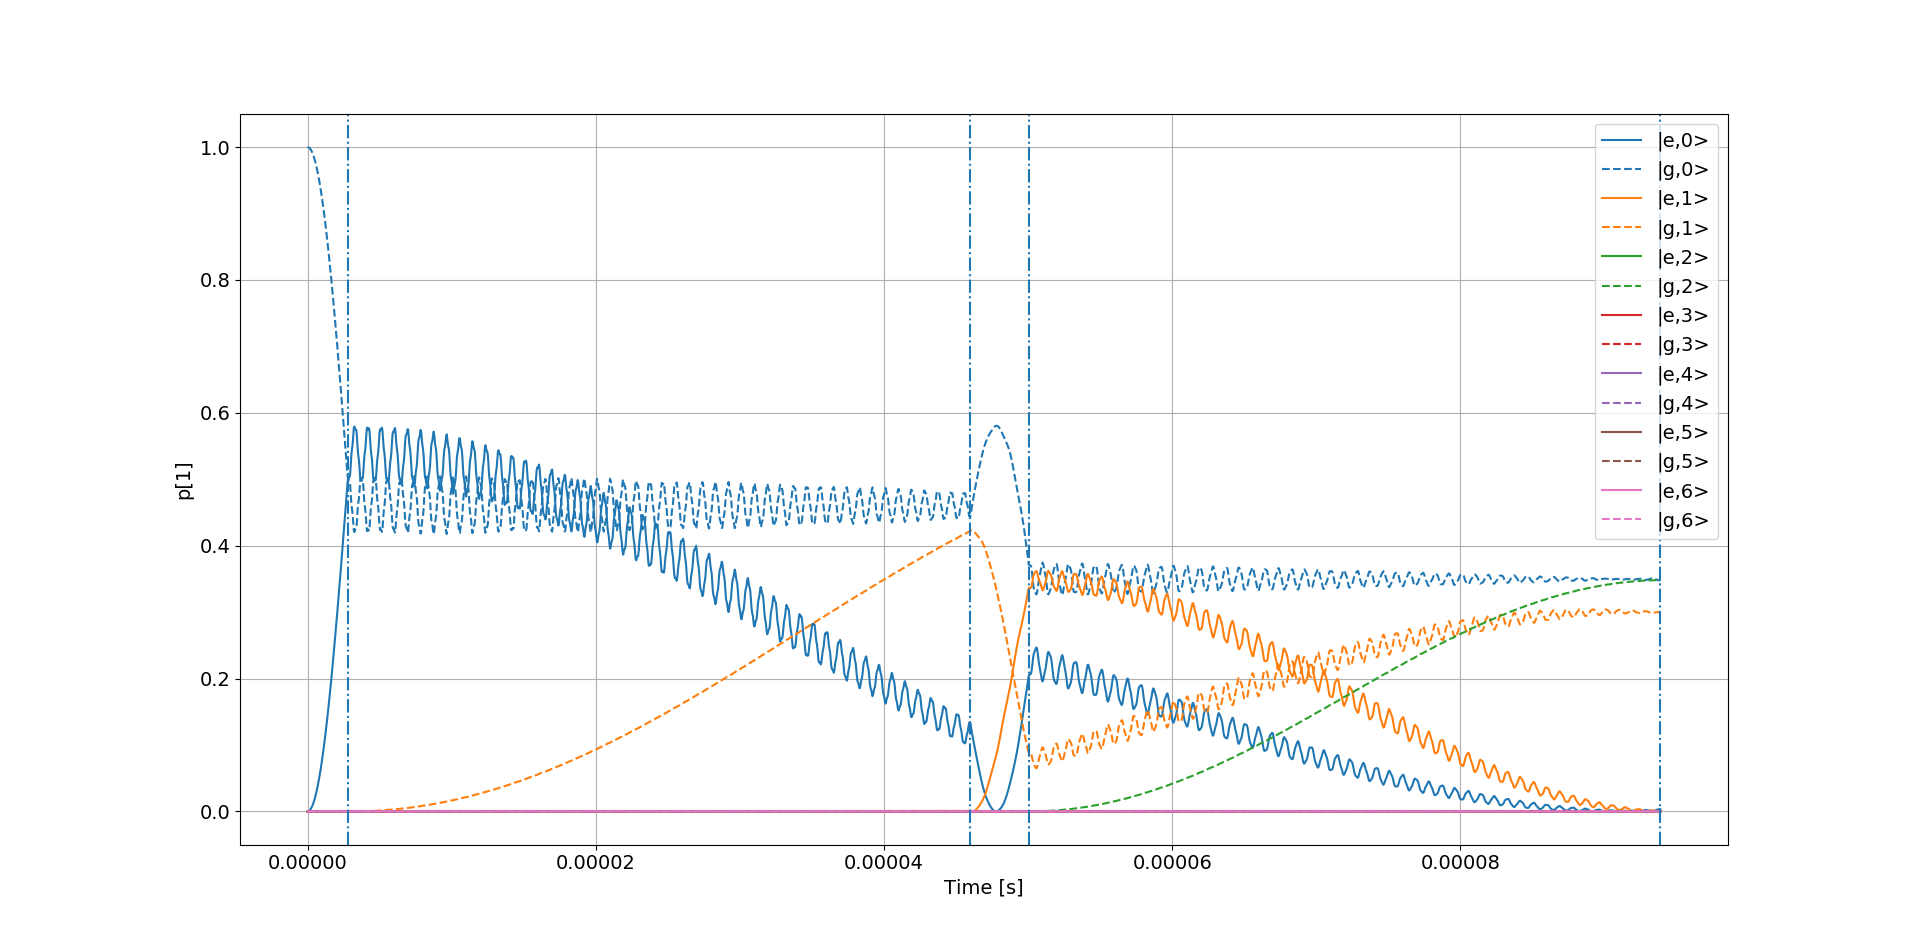 1.0
0.8
0.6
0.4
0.2
0.0
p[1]
0.00000
0.00002
0.00004
0.00006
0.00008
Time [s]
|e,0>
|g,0>
|e,1>
|g,1>
|e,2>
|g,2>
|e,3>
|g,3>
|e,4>
|g,4>
|e,5>
|g,5>
|e,6>
|g,6>